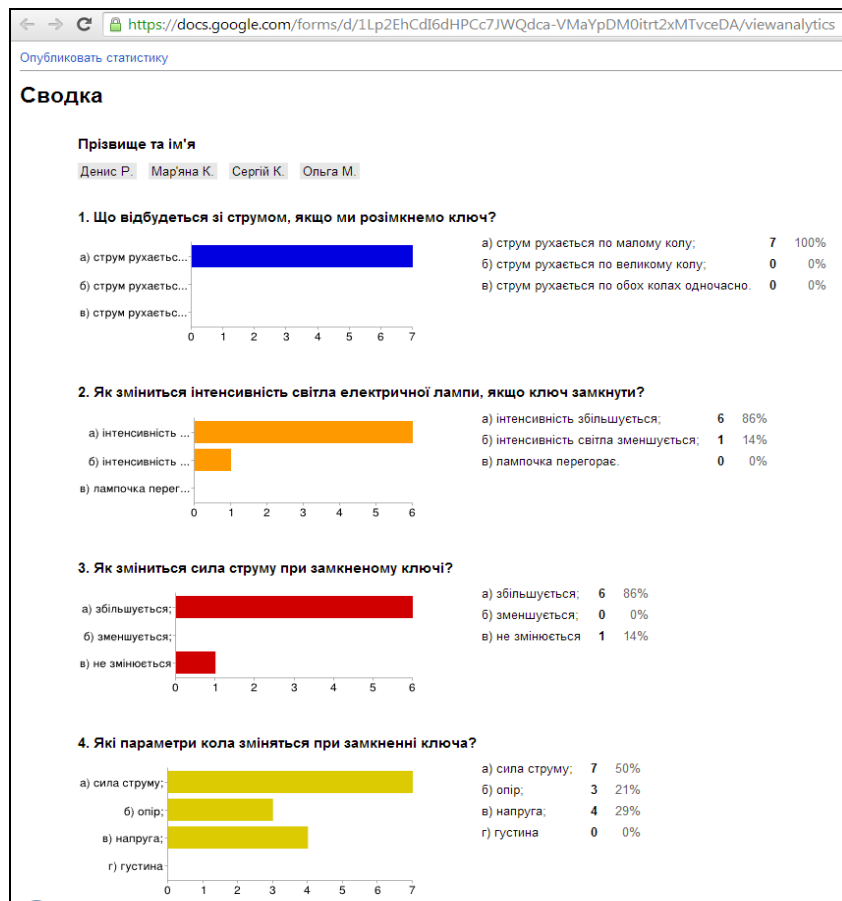 https://docs.google.com/forms/d/1Lp2EhCdI6dHPCc7JWQdca-VMaYpDM0itrt2xMTvceDA/viewanalytics
Опубликовать статистику
Сводка
Прізвище та ім'я
Денис Р. Мар'яна К. Сергій К. Ольга М.
1. Що відбудеться зі струмом, якщо ми розімкнемо ключ?
а) струм рухаєтьс...
б) струм рухаєтьс...
в) струм рухаєтьс...
0 1 2 3 4 5 6 7
а) струм рухається по малому колу; 7 100%
б) струм рухається по великому колу; 0 0%
в) струм рухається по обох колах одночасно. 0 0%
2. Як зміниться інтенсивність світла електричної лампи, якщо ключ замкнути?
а) інтенсивність ...
б) інтенсивність ...
в) лампочка перег...
0 1 2 3 4 5 6
а) інтенсивність збільшується; 6 86%
б) інтенсивність світла зменшується; 1 14%
в) лампочка перегорає. 0 0%
3. Як зміниться сила струму при замкненому ключі?
а) збільшується;
б) зменшується;
в) не змінюється
0 1 2 3 4 5 6
а) збільшується; 6 86%
б) зменшується; 0 0%
в) не змінюється 1 14%
4. Які параметри кола зміняться при замкненні ключа?
а) сила струму;
б) опір;
в) напруга;
г) густина
0 1 2 3 4 5 6 7
а) сила струму; 7 50%
б) опір; 3 21%
в) напруга; 4 29%
г) густина 0 0%